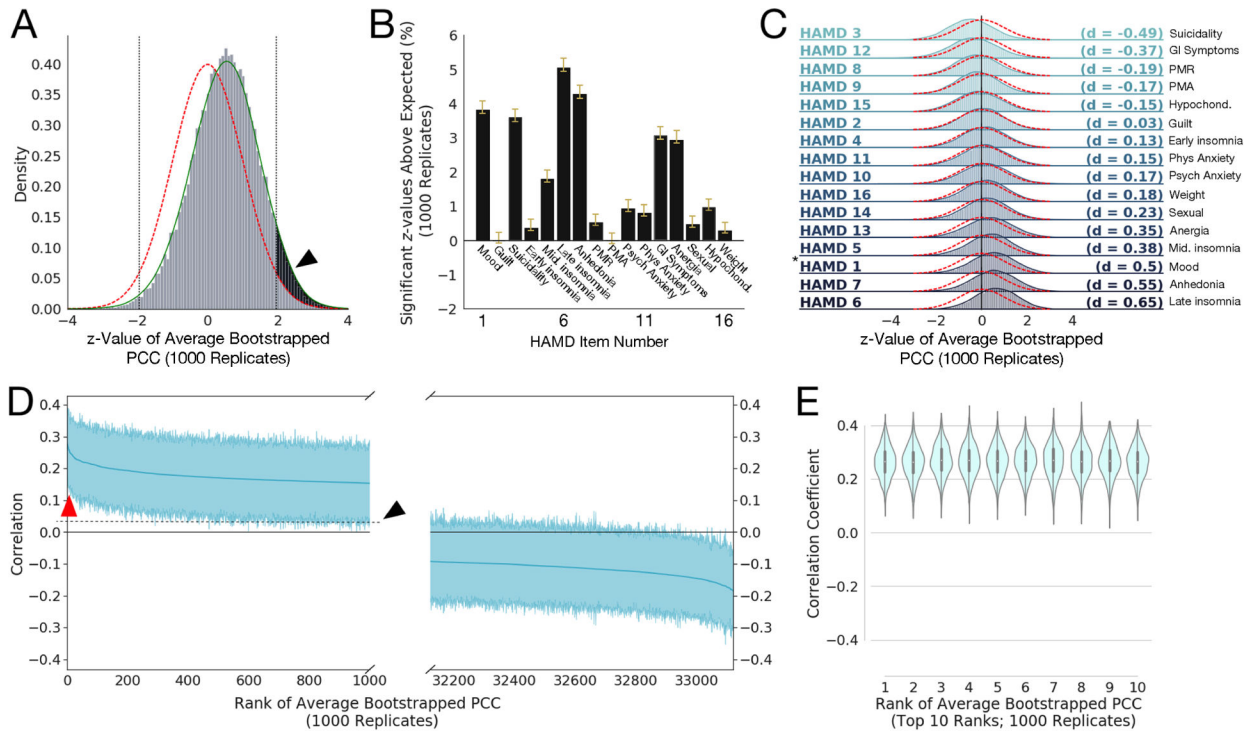 A
0.40
0.35
0.30
0.25
0.20
0.15
0.10
0.05
0.00
Density
−4
−2
0
2
4
z-Value of Average Bootstrapped
PCC (1000 Replicates)
B
Significant z-values Above Expected (%)
(1000 Replicates)
6
5
4
3
2
1
0
−1
−2
Mood
Guilt
Suicidality
Early insomnia
Mid. insomnia
Late insomnia
Anhedonia
PMR
PMA
Psych Anxiety
Phys Anxiety
GI Symptoms
Anergia
Sexual
Hypochond.
Weight
1
6
11
16
HAMD Item Number
C
HAMD 3 (d = -0.49) Suicidality
HAMD 12 (d = -0.37) GI Symptoms
HAMD 8 (d = -0.19) PMR
HAMD 9 (d = -0.17) PMA
HAMD 15 (d = -0.15) Hypochond.
HAMD 2 (d = 0.03) Guilt
HAMD 4 (d = 0.13) Early insomnia
HAMD 11 (d = 0.15) Phys Anxiety
HAMD 10 (d = 0.17) Psych Anxiety
HAMD 16 (d = 0.18) Weight
HAMD 14 (d = 0.23) Sexual
HAMD 13 (d = 0.35) Anergia
HAMD 5 (d = 0.38) Mid. insomnia
* HAMD 1 (d = 0.5) Mood
HAMD 7 (d = 0.55) Anhedonia
HAMD 6 (d = 0.65) Late insomnia
−4
−2
0
2
4
z-Value of Average Bootstrapped
PCC (1000 Replicates)
D
Correlation
0.4
0.3
0.2
0.1
0.0
−0.1
−0.2
−0.3
−0.4
0.4
0.3
0.2
0.1
0.0
−0.1
−0.2
−0.3
−0.4
0
200
400
600
800
1000
32200
32400
32600
32800
33000
Rank of Average Bootstrapped PCC
(1000 Replicates)
E
Correlation Coefficient
0.4
0.2
0.0
−0.2
−0.4
1 2 3 4 5 6 7 8 9 10
Rank of Average Bootstrapped PCC
(Top 10 Ranks; 1000 Replicates)